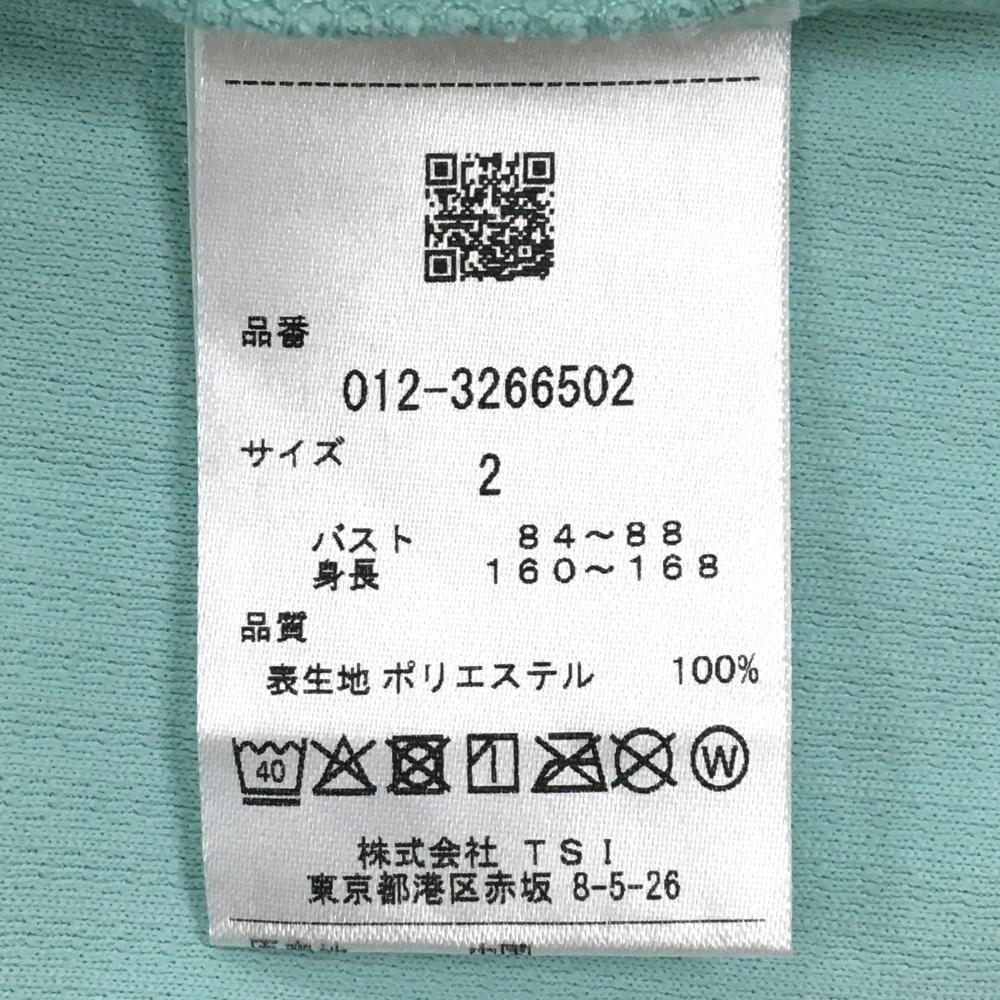 品番
012-3266502
サイズ
2
バスト 84~88
身長 160~168
品質
表生地 ポリエステル 100%
40 W
株式会社 TSI
東京都港区赤坂 8-5-26